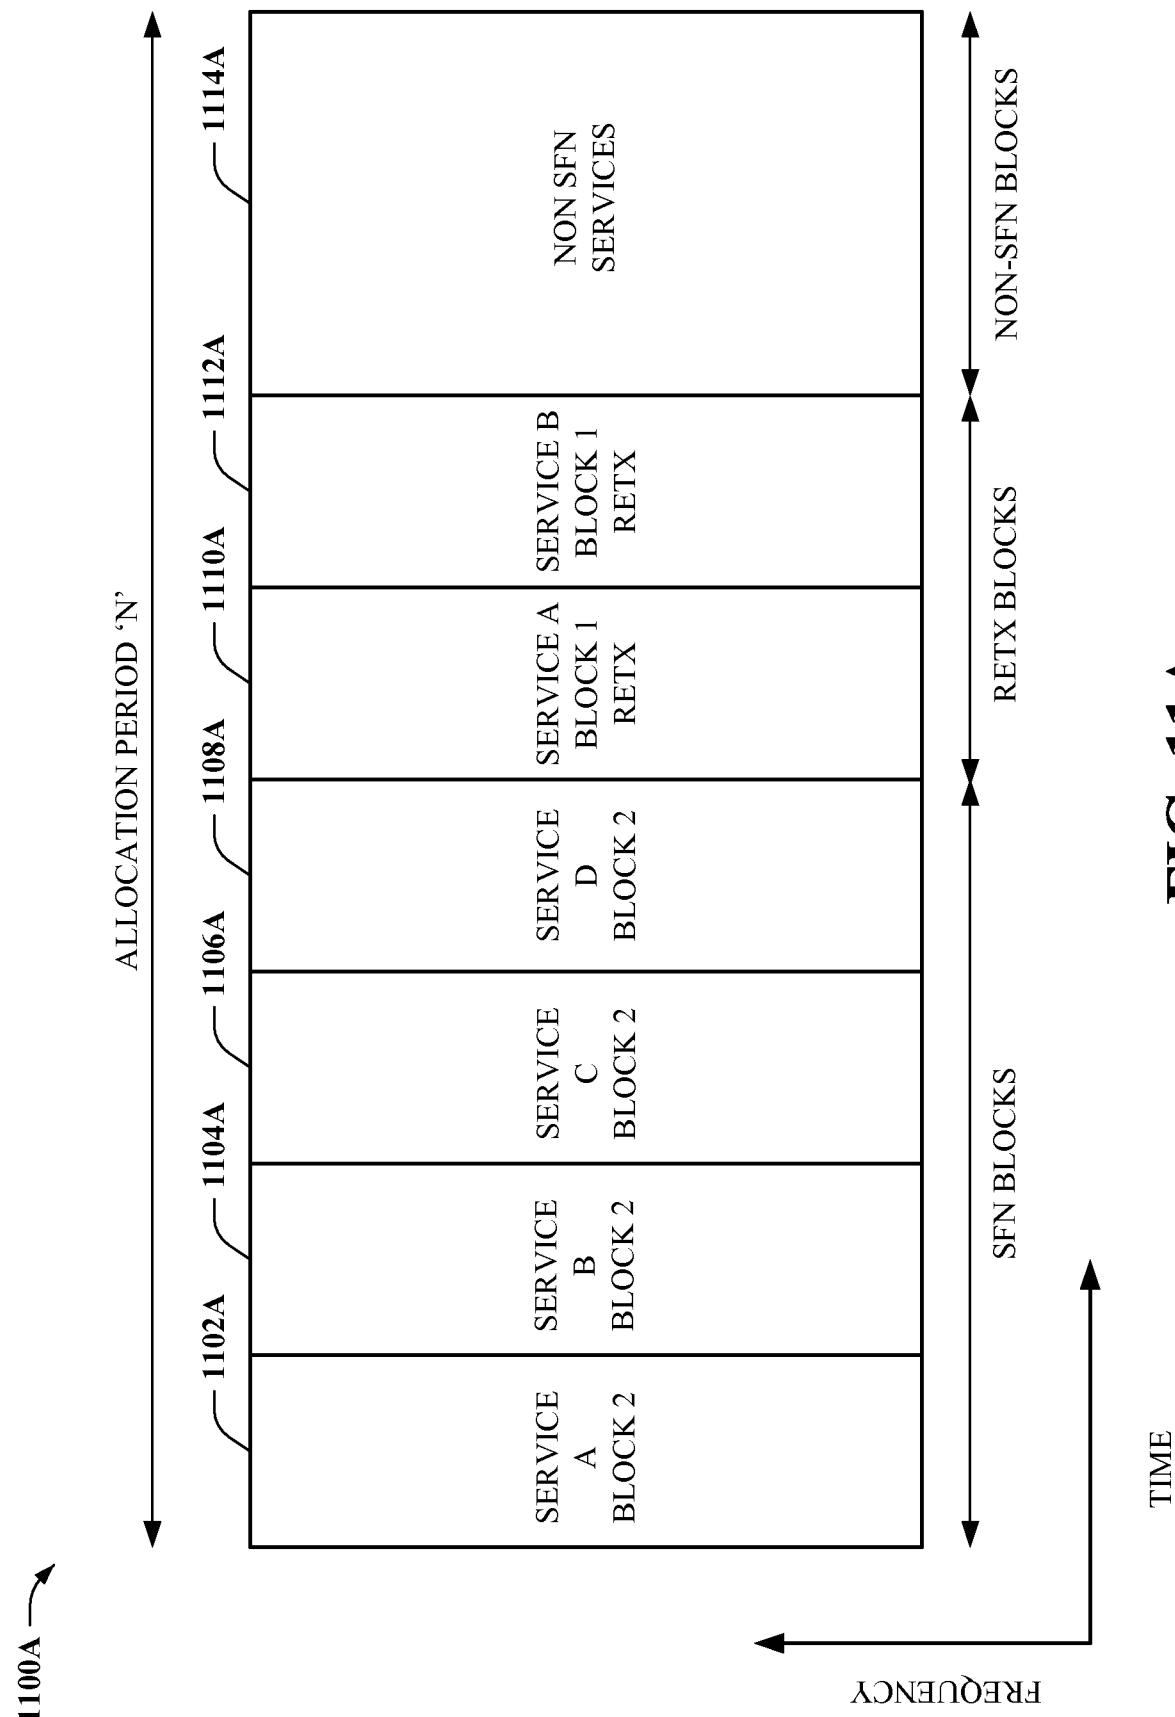 1100A
ALLOCATION PERIOD ‘N’
1102A
1104A
1106A
1108A
1110A
1112A
1114A
SERVICE
A
BLOCK 2
SERVICE
B
BLOCK 2
SERVICE
C
BLOCK 2
SERVICE
D
BLOCK 2
SERVICE A
BLOCK 1
RETX
SERVICE B
BLOCK 1
RETX
NON SFN
SERVICES
SFN BLOCKS
RETX BLOCKS
NON-SFN BLOCKS
FREQUENCY
TIME